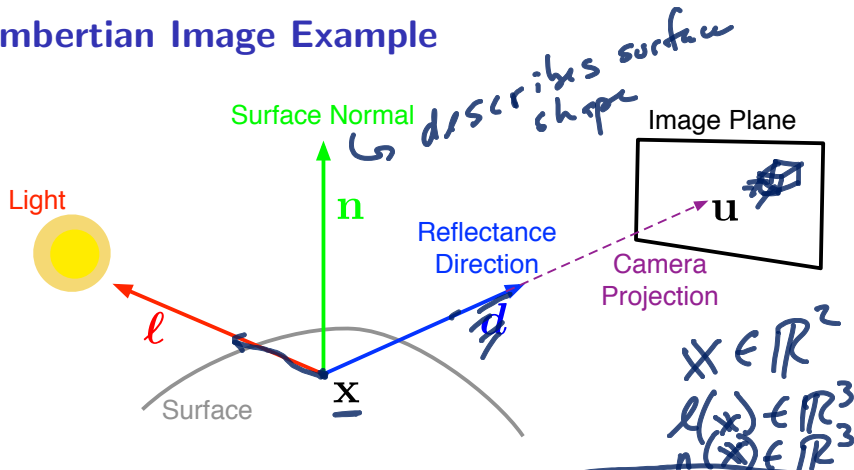 mbertian Image Example
describes surface
shape
Surface Normal
Image Plane
Light
n
u
Reflectance
Direction
Camera
Projection
ℓ
d
x
Surface
x ∈ ℝ²
ℓ(x) ∈ ℝ³
n(x) ∈ ℝ³